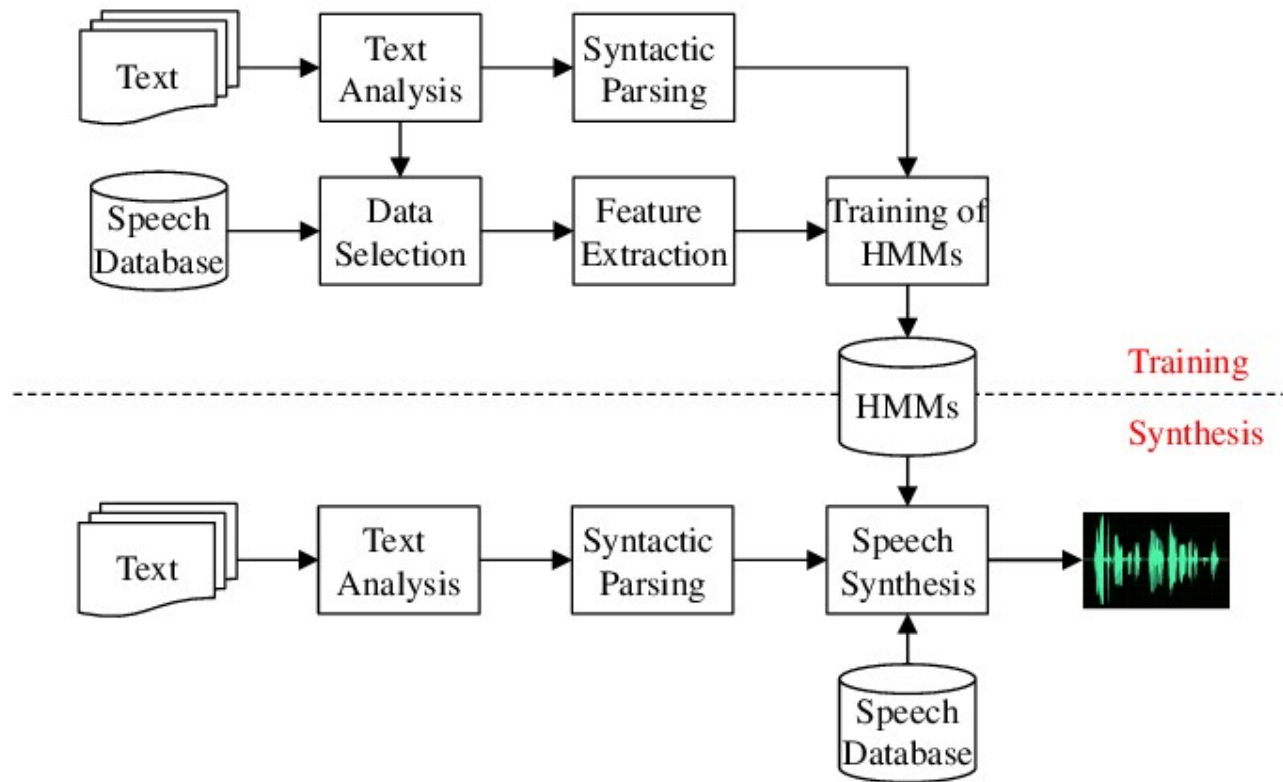 Text
Text
Analysis
Syntactic
Parsing
Speech
Database
Data
Selection
Feature
Extraction
Training of
HMMs
Training
HMMs
Synthesis
Text
Text
Analysis
Syntactic
Parsing
Speech
Synthesis
Speech
Database